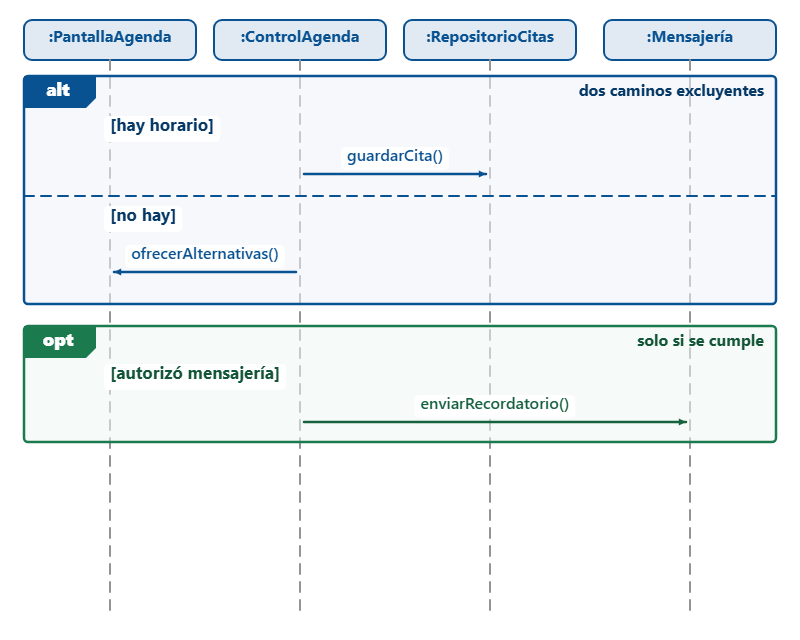 :PantallaAgenda
:ControlAgenda
:RepositorioCitas
:Mensajería
alt
dos caminos excluyentes
[hay horario]
guardarCita()
[no hay]
ofrecerAlternativas()
opt
solo si se cumple
[autorizó mensajería]
enviarRecordatorio()